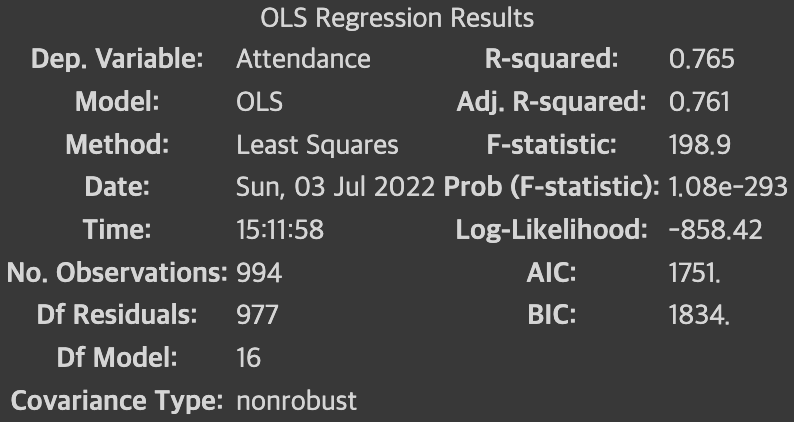 OLS Regression Results
Dep. Variable: Attendance R-squared: 0.765
Model: OLS Adj. R-squared: 0.761
Method: Least Squares F-statistic: 198.9
Date: Sun, 03 Jul 2022 Prob (F-statistic): 1.08e-293
Time: 15:11:58 Log-Likelihood: -858.42
No. Observations: 994 AIC: 1751.
Df Residuals: 977 BIC: 1834.
Df Model: 16
Covariance Type: nonrobust